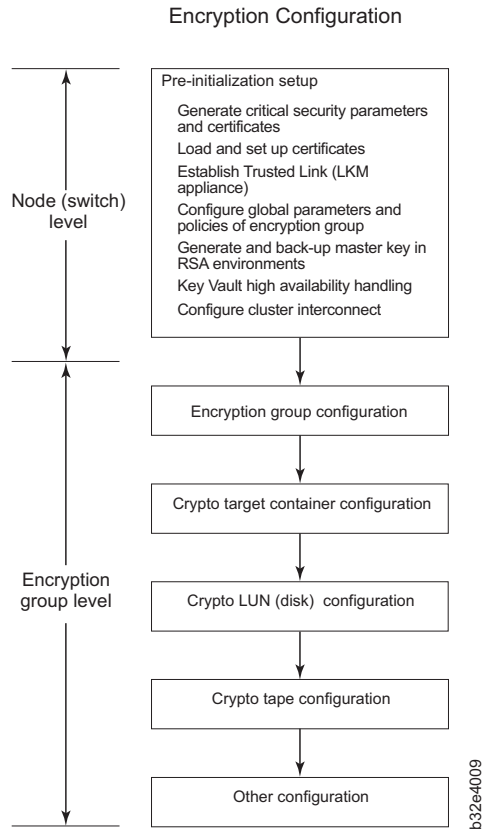 Encryption Configuration
Pre-initialization setup
Generate critical security parameters
and certificates
Load and set up certificates
Establish Trusted Link (LKM
appliance)
Configure global parameters and
policies of encryption group
Generate and back-up master key in
RSA environments
Key Vault high availability handling
Configure cluster interconnect
Node (switch)
level
Encryption group configuration
Crypto target container configuration
Crypto LUN (disk)  configuration
Encryption
group level
Crypto tape configuration
Other configuration
b32e4009